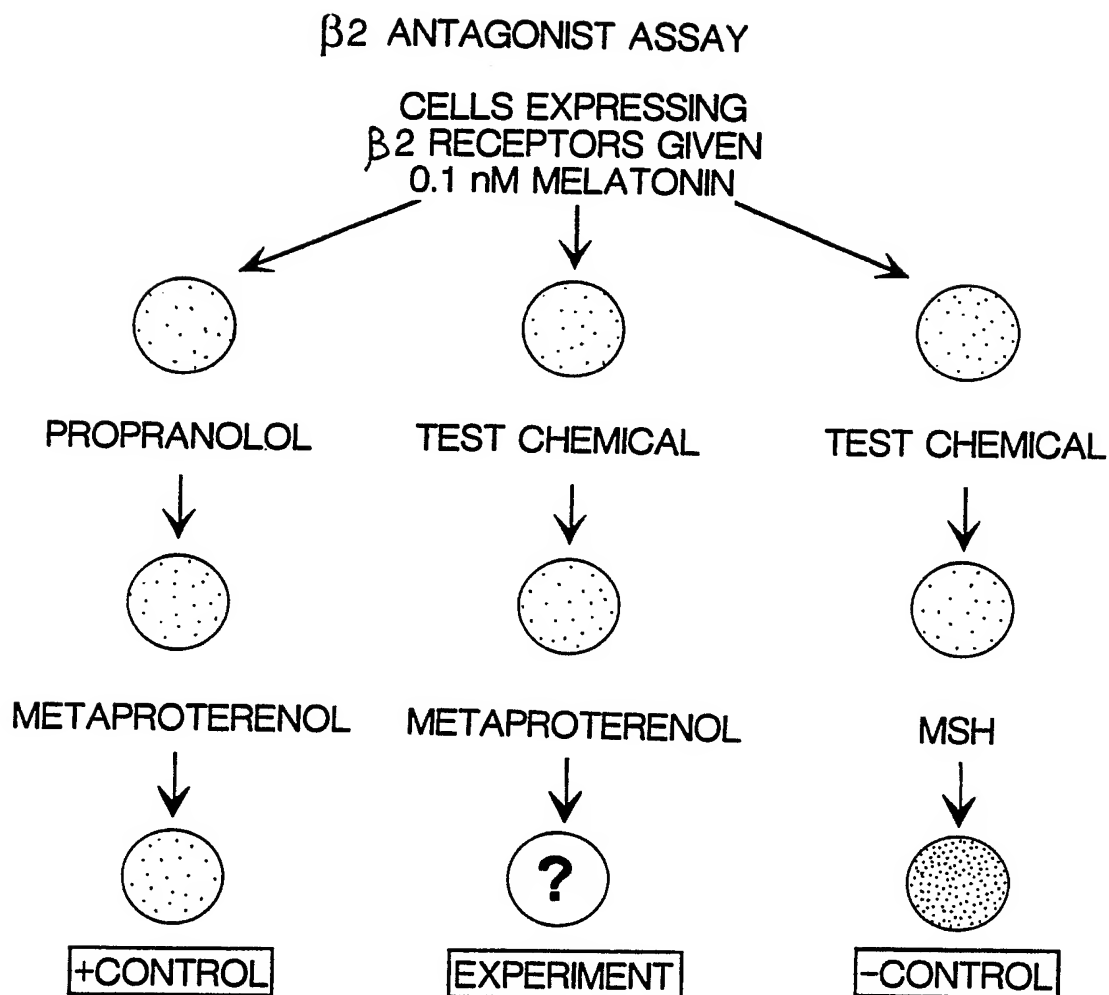 β2 ANTAGONIST ASSAY
CELLS EXPRESSING
β2 RECEPTORS GIVEN
0.1 nM MELATONIN
PROPRANOLOL
TEST CHEMICAL
TEST CHEMICAL
METAPROTERENOL
METAPROTERENOL
MSH
?
+CONTROL
EXPERIMENT
-CONTROL